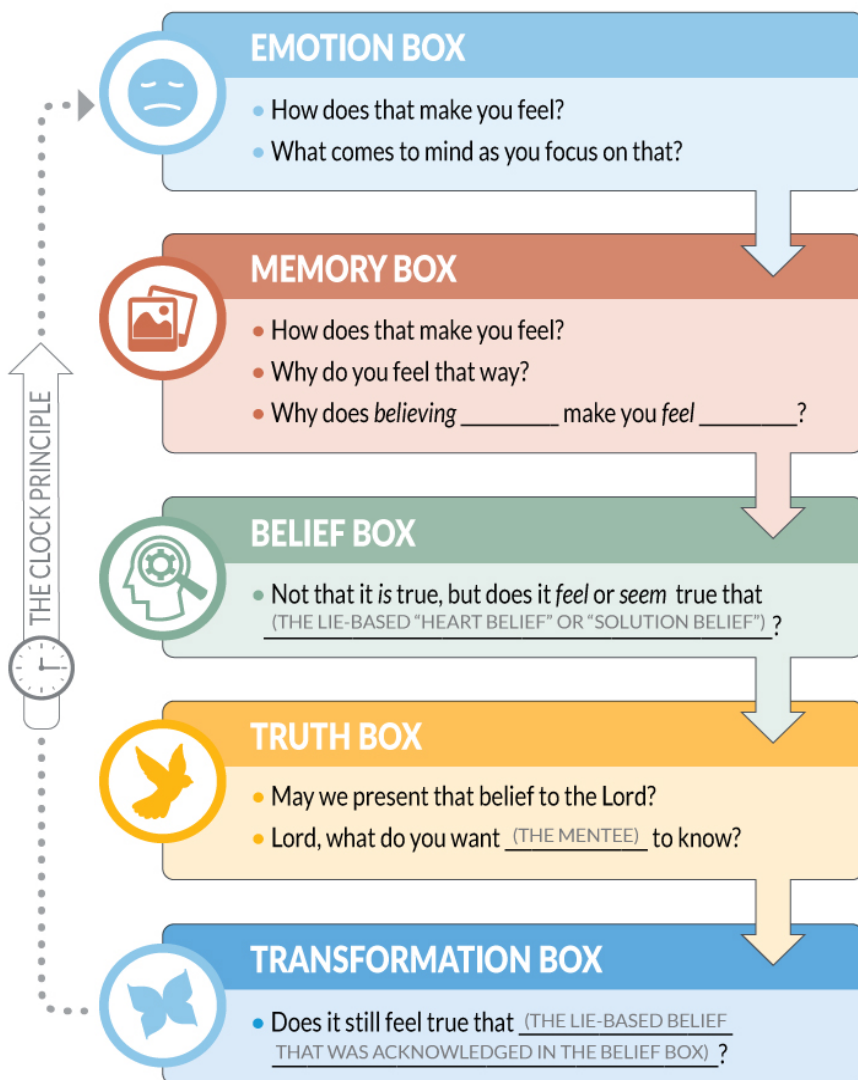 EMOTION BOX
• How does that make you feel?
• What comes to mind as you focus on that?
MEMORY BOX
• How does that make you feel?
• Why do you feel that way?
• Why does believing __________ make you feel __________?
THE CLOCK PRINCIPLE
BELIEF BOX
• Not that it is true, but does it feel or seem true that
(THE LIE-BASED “HEART BELIEF” OR “SOLUTION BELIEF”) ?
TRUTH BOX
• May we present that belief to the Lord?
• Lord, what do you want (THE MENTEE) to know?
TRANSFORMATION BOX
• Does it still feel true that (THE LIE-BASED BELIEF
THAT WAS ACKNOWLEDGED IN THE BELIEF BOX) ?